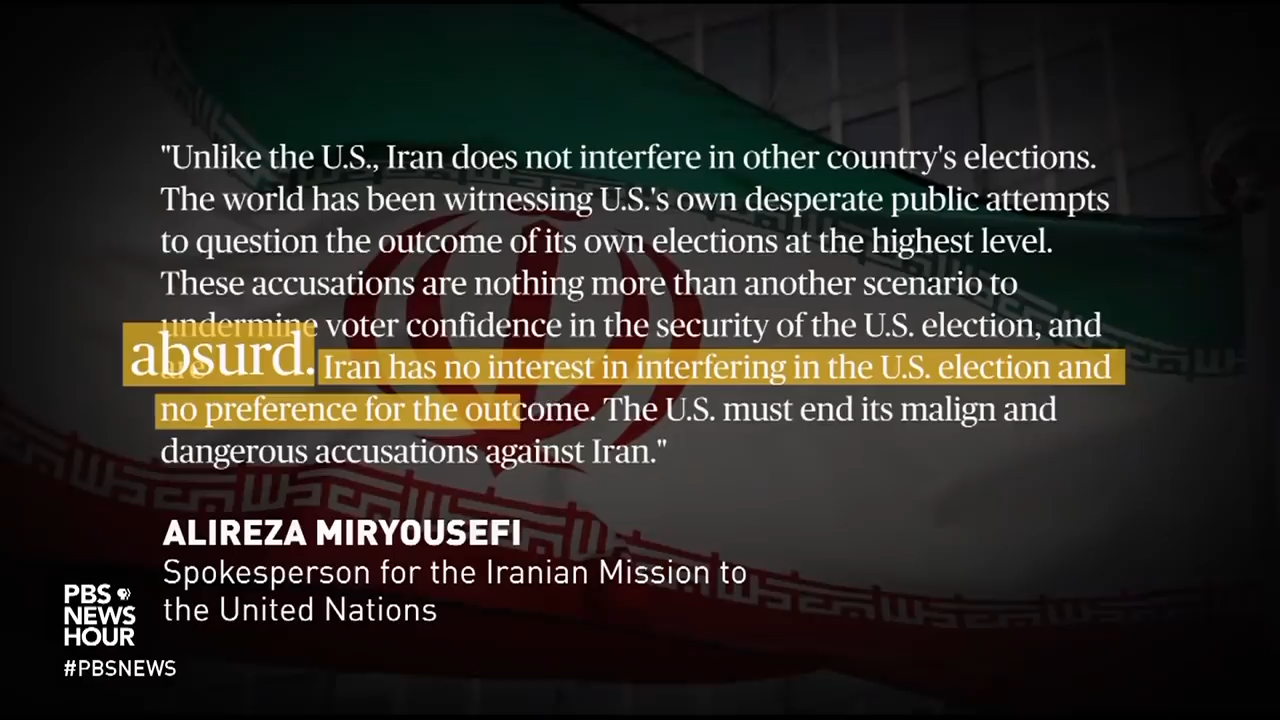 "Unlike the U.S., Iran does not interfere in other country's elections.
The world has been witnessing U.S.'s own desperate public attempts
to question the outcome of its own elections at the highest level.
These accusations are nothing more than another scenario to
undermine voter confidence in the security of the U.S. election, and
are absurd. Iran has no interest in interfering in the U.S. election and
no preference for the outcome. The U.S. must end its malign and
dangerous accusations against Iran."
ALIREZA MIRYOUSEFI
Spokesperson for the Iranian Mission to
the United Nations
PBS
NEWS
HOUR
#PBSNEWS